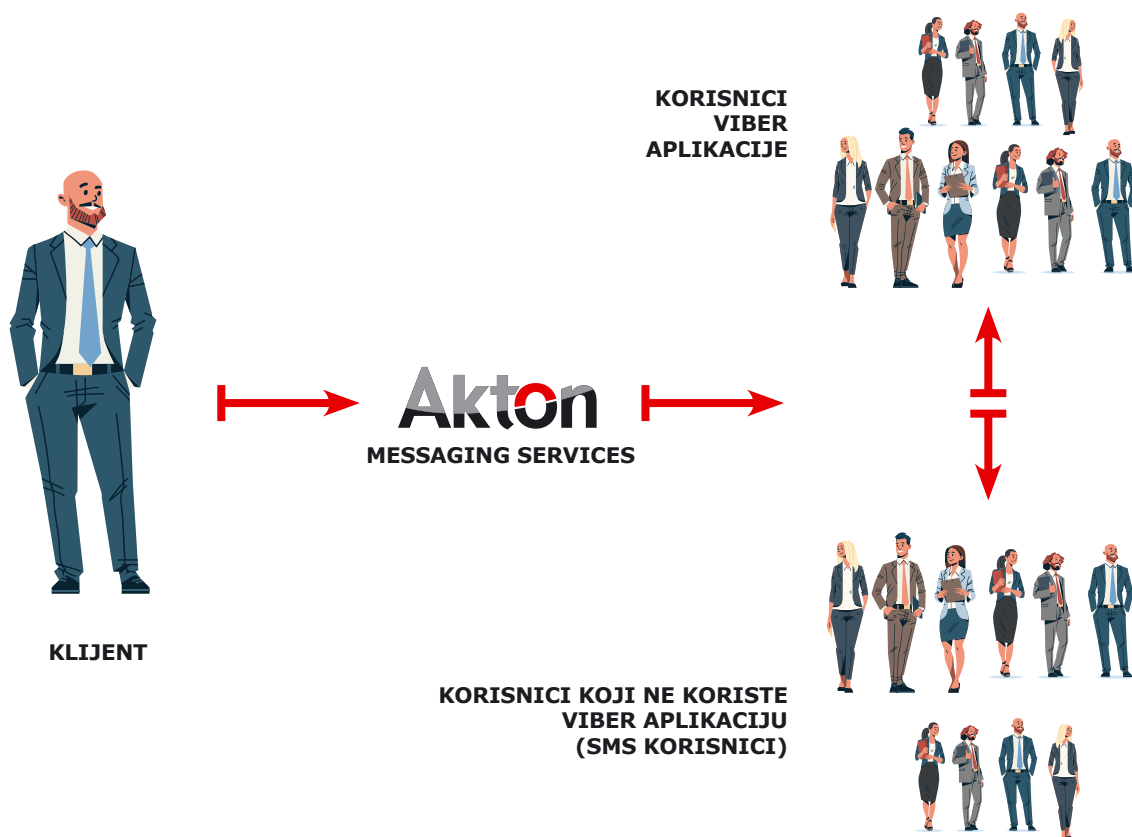 KORISNICI
VIBER
APLIKACIJE
Akton
MESSAGING SERVICES
KLIJENT
KORISNICI KOJI NE KORISTE
VIBER APLIKACIJU
(SMS KORISNICI)